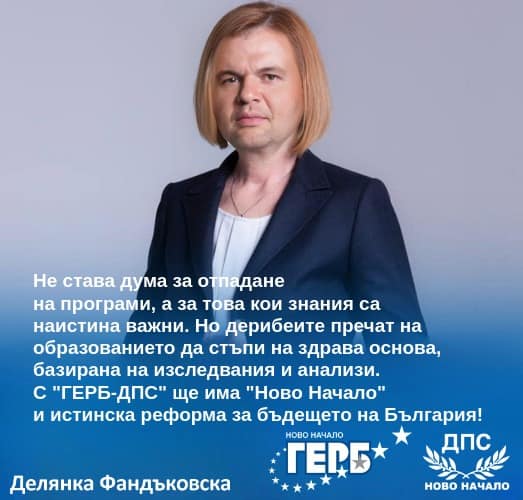 Не става дума за отпадане
на програми, а за това кои знания са
наистина важни. Но дерибеите пречат на
образованието да стъпи на здрава основа,
базирана на изследвания и анализи.
С "ГЕРБ-ДПС" ще има "Ново Начало"
и истинска реформа за бъдещето на България!
НОВО НАЧАЛО
ГЕРБ
ДПС
НОВО НАЧАЛО
Делянка Фандъковска